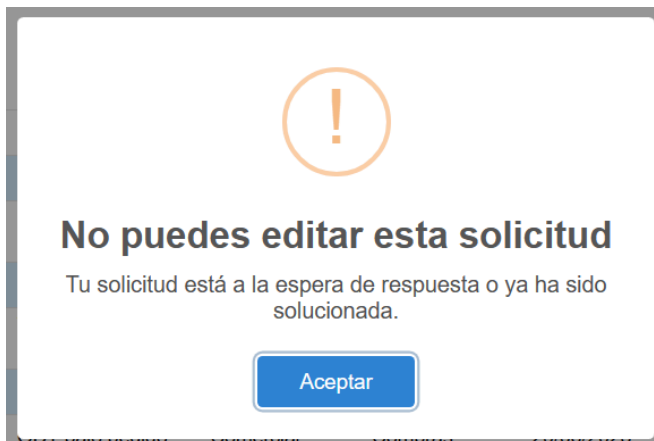 !
No puedes editar esta solicitud
Tu solicitud está a la espera de respuesta o ya ha sido
solucionada.
Aceptar